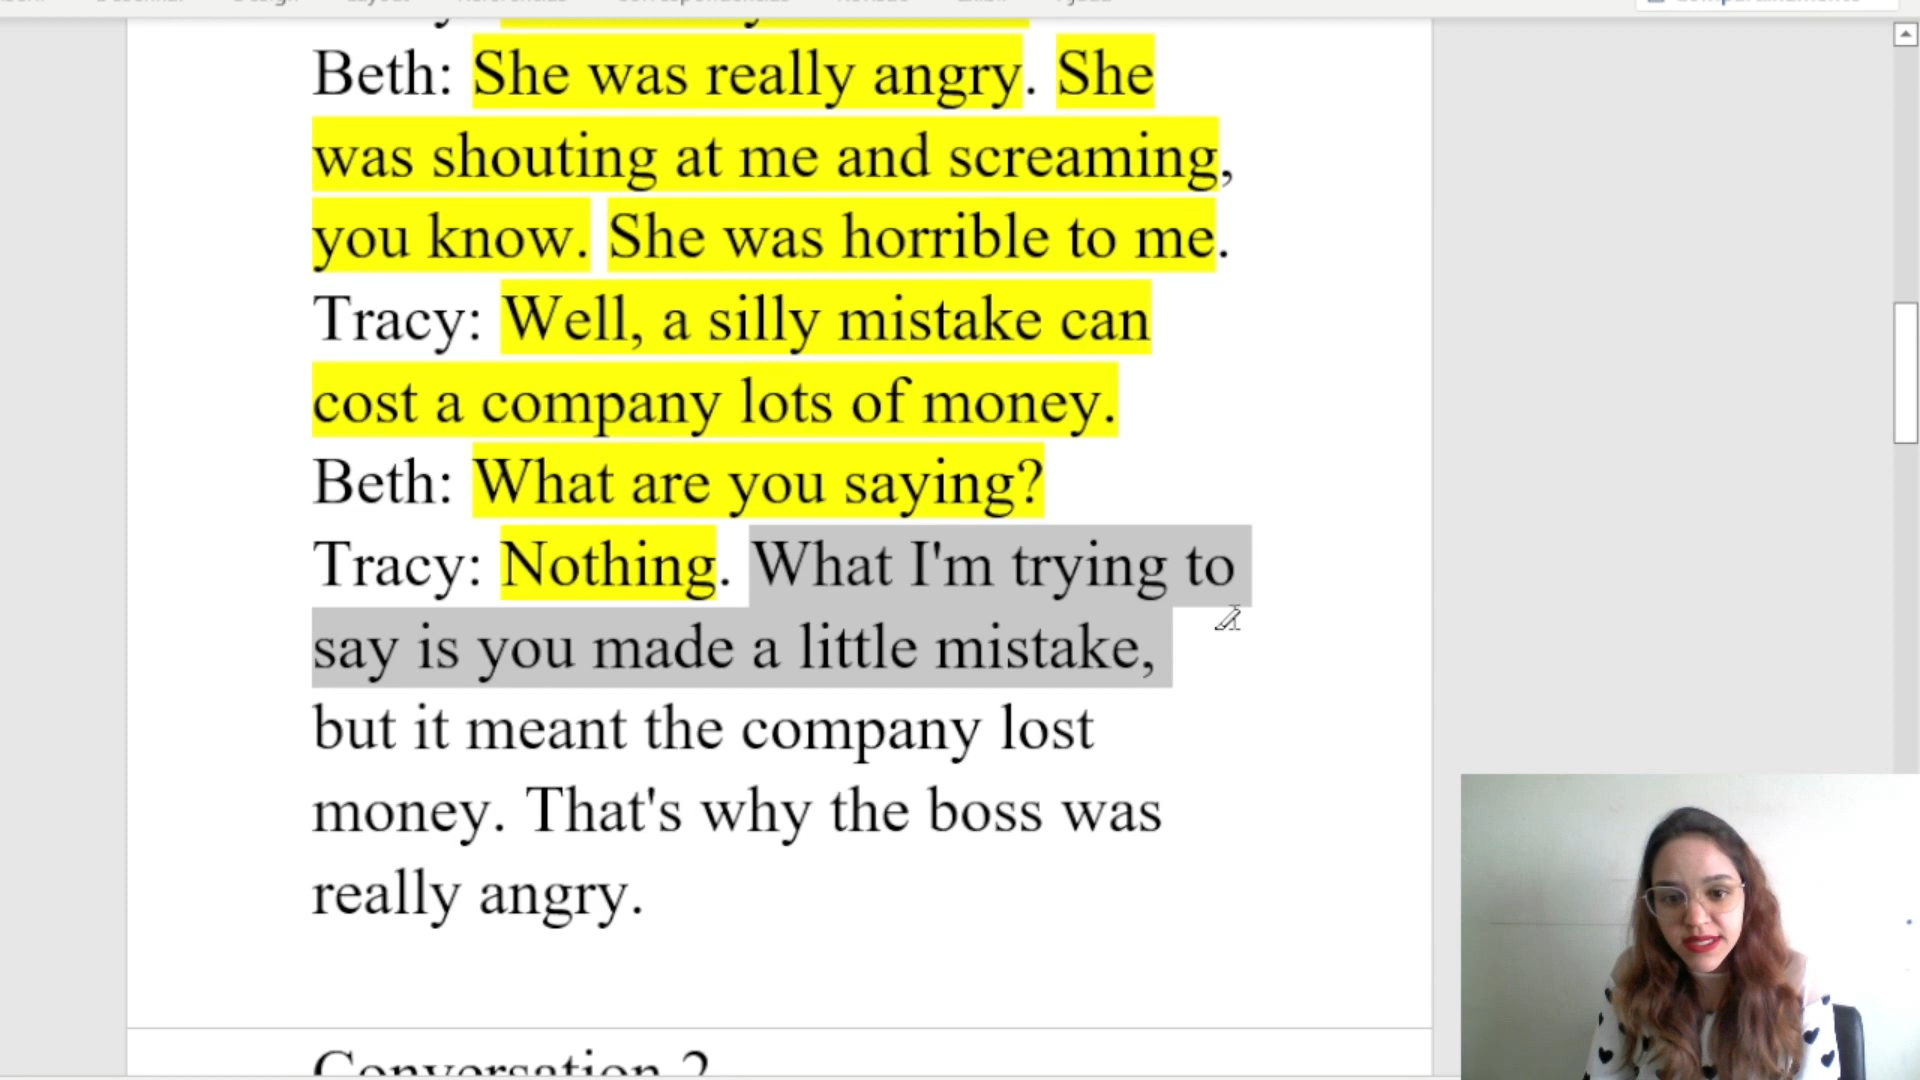 Beth: She was really angry. She
was shouting at me and screaming,
you know. She was horrible to me.
Tracy: Well, a silly mistake can
cost a company lots of money.
Beth: What are you saying?
Tracy: Nothing. What I'm trying to
say is you made a little mistake,
but it meant the company lost
money. That's why the boss was
really angry.
Conversation 2